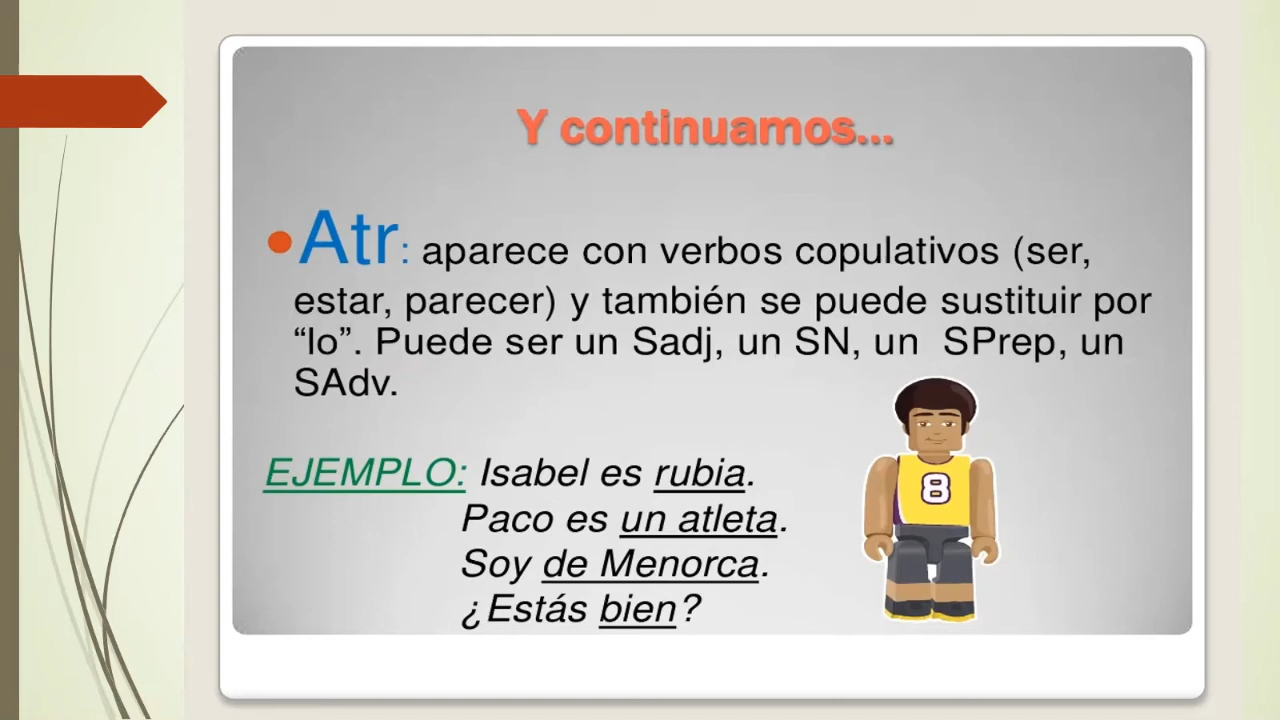 Y continuamos...
•Atr: aparece con verbos copulativos (ser,
estar, parecer) y también se puede sustituir por
“lo”. Puede ser un Sadj, un SN, un SPrep, un
SAdv.
EJEMPLO: Isabel es rubia.
Paco es un atleta.
Soy de Menorca.
¿Estás bien?
8